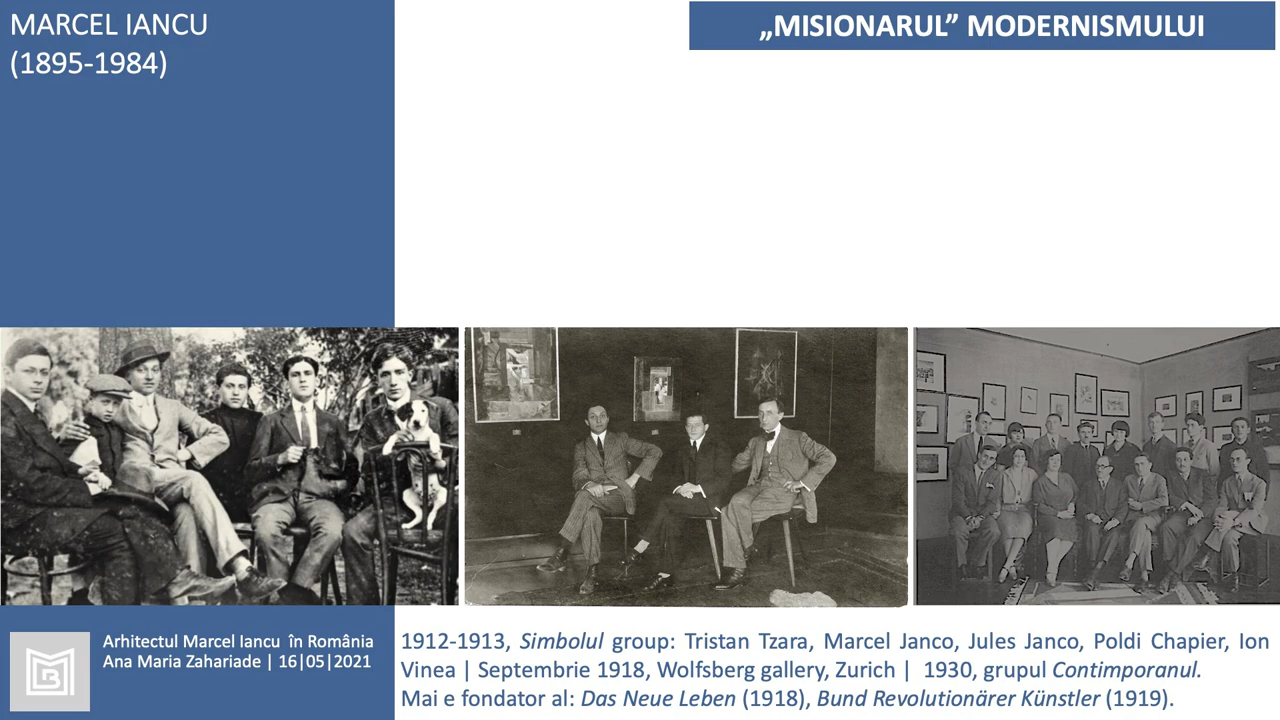 MARCEL IANCU
(1895-1984)
„MISIONARUL” MODERNISMULUI
Arhitectul Marcel Iancu în România
Ana Maria Zahariade | 16|05|2021
1912-1913, Simbolul group: Tristan Tzara, Marcel Janco, Jules Janco, Poldi Chapier, Ion
Vinea | Septembrie 1918, Wolfsberg gallery, Zurich | 1930, grupul Contimporanul.
Mai e fondator al: Das Neue Leben (1918), Bund Revolutionärer Künstler (1919).